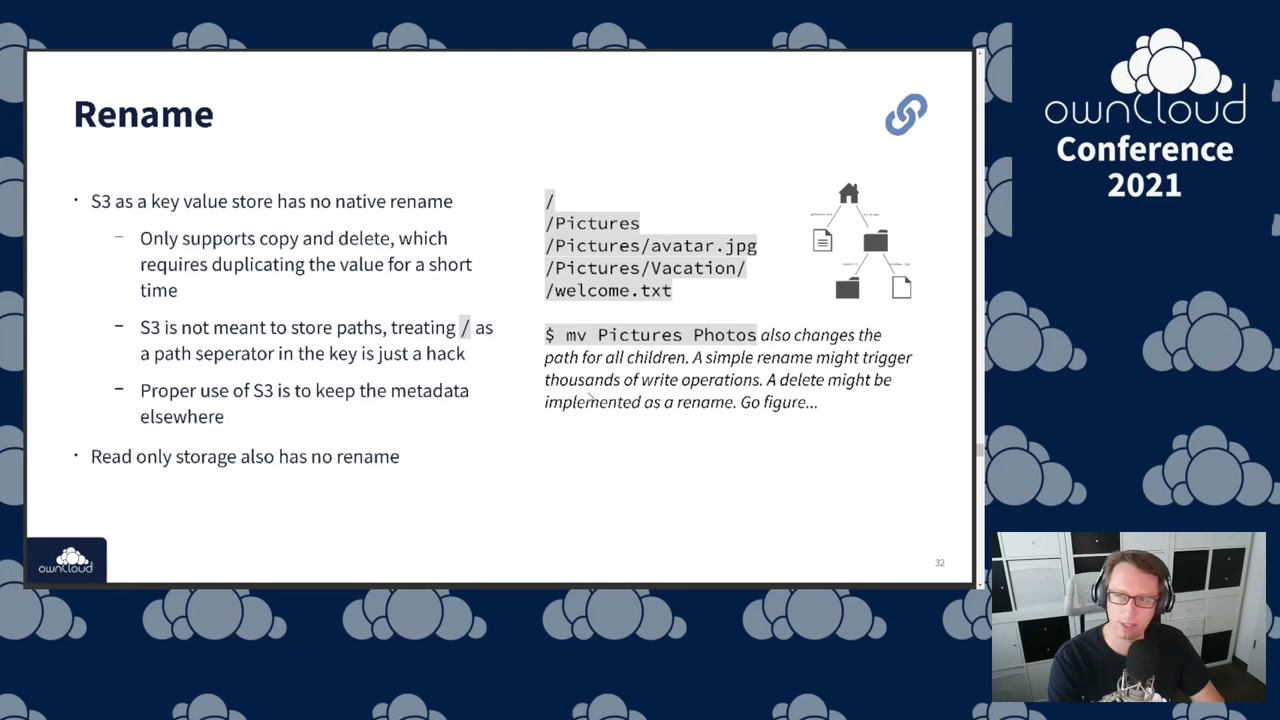 Rename
· S3 as a key value store has no native rename
– Only supports copy and delete, which
requires duplicating the value for a short
time
– S3 is not meant to store paths, treating / as
a path seperator in the key is just a hack
– Proper use of S3 is to keep the metadata
elsewhere
· Read only storage also has no rename
/
/Pictures
/Pictures/avatar.jpg
/Pictures/Vacation/
/welcome.txt
$ mv Pictures Photos also changes the
path for all children. A simple rename might trigger
thousands of write operations. A delete might be
implemented as a rename. Go figure...
ownCloud
32
ownCloud
Conference
2021